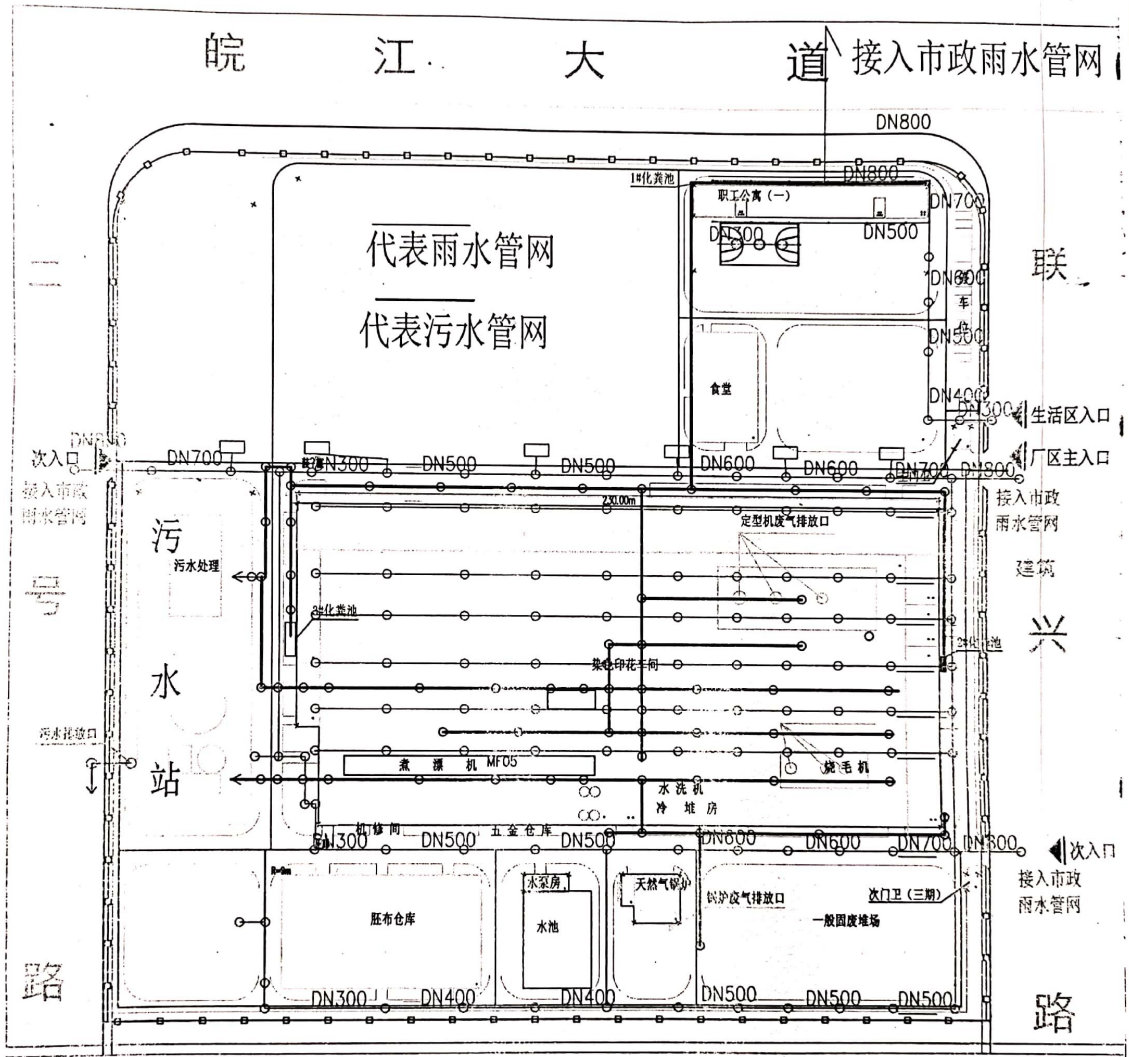 皖 江 大 道
接入市政雨水管网
DN800
1#化粪池
DN800
职工公寓（一）
DN700
DN300
DN500
代表雨水管网
代表污水管网
二
联
DN600
车
位
DN500
食堂
DN400
DN300
生活区入口
次入口
DN700
DN300
DN500
DN500
DN600
DN600
DN700
DN800
厂区主入口
接入市政
雨水管网
接入市政
雨水管网
230.00m
定型机废气排放口
污
污水处理
建筑
号
3#化粪池
兴
染色印花车间
水
污水排放口
煮 漂 机 MF05
烧毛机
站
水洗机
冷 堆 房
机修间
五金仓库
DN300
DN500
DN500
DN600
DN600
DN700
DN800
次入口
R=9m
水泵房
天然气锅炉
锅炉废气排放口
次门卫（三期）
接入市政
雨水管网
胚布仓库
水池
一般固废堆场
路
DN300
DN400
DN400
DN500
DN500
DN500
路